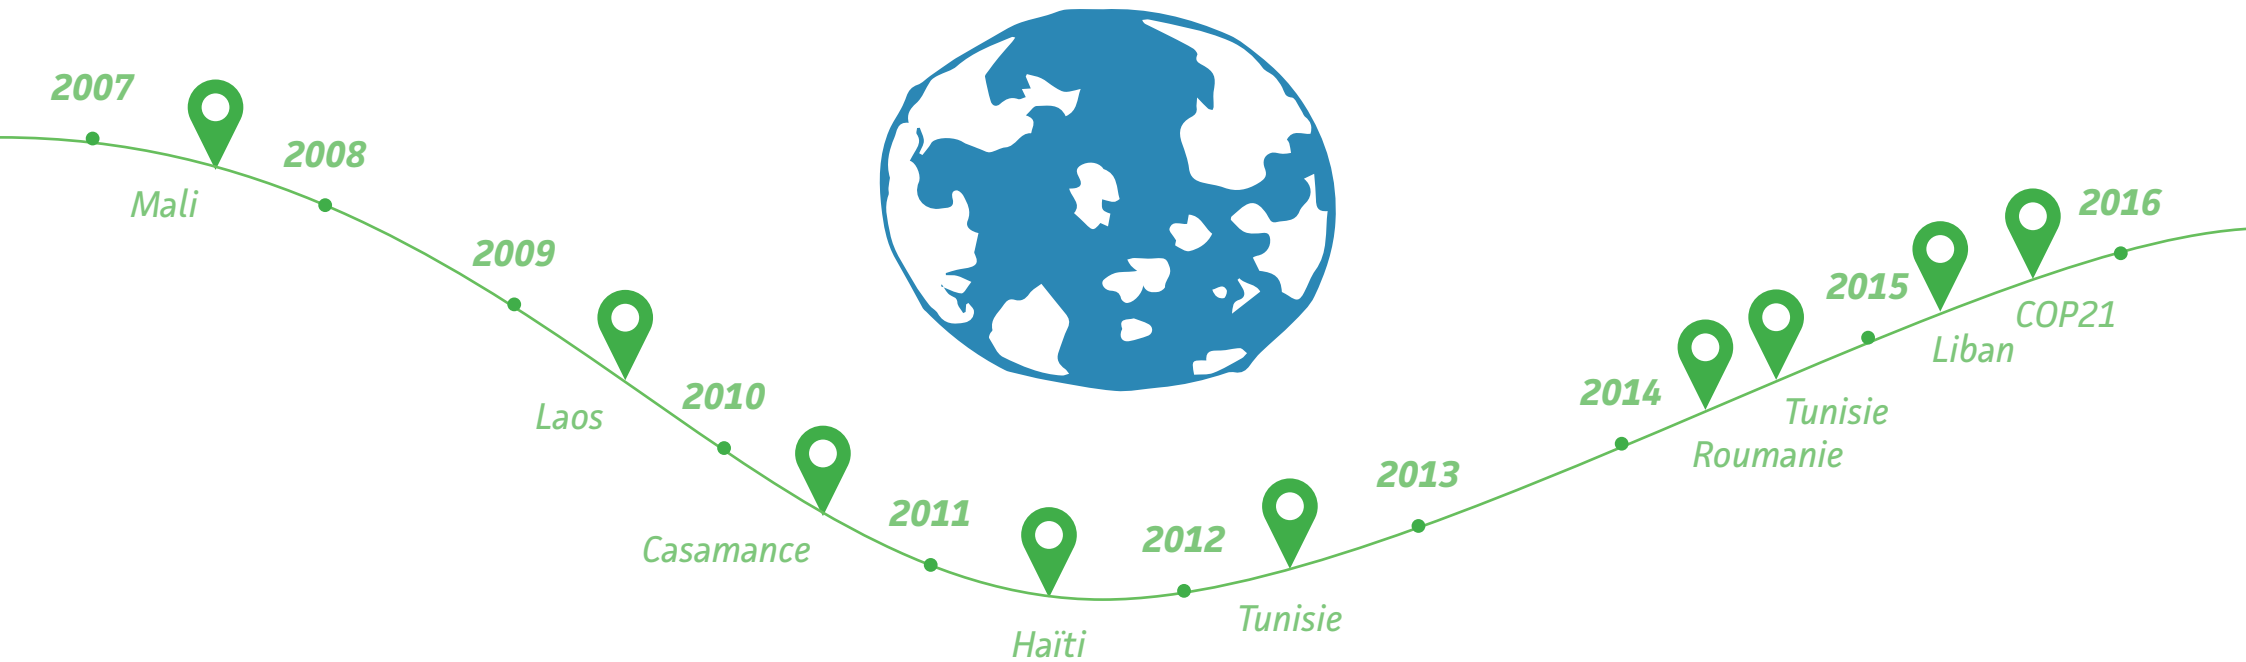 2007
Mali
2008
2009
Laos
2010
Casamance
2011
Haïti
2012
Tunisie
2013
2014
Roumanie
Tunisie
2015
Liban
COP21
2016